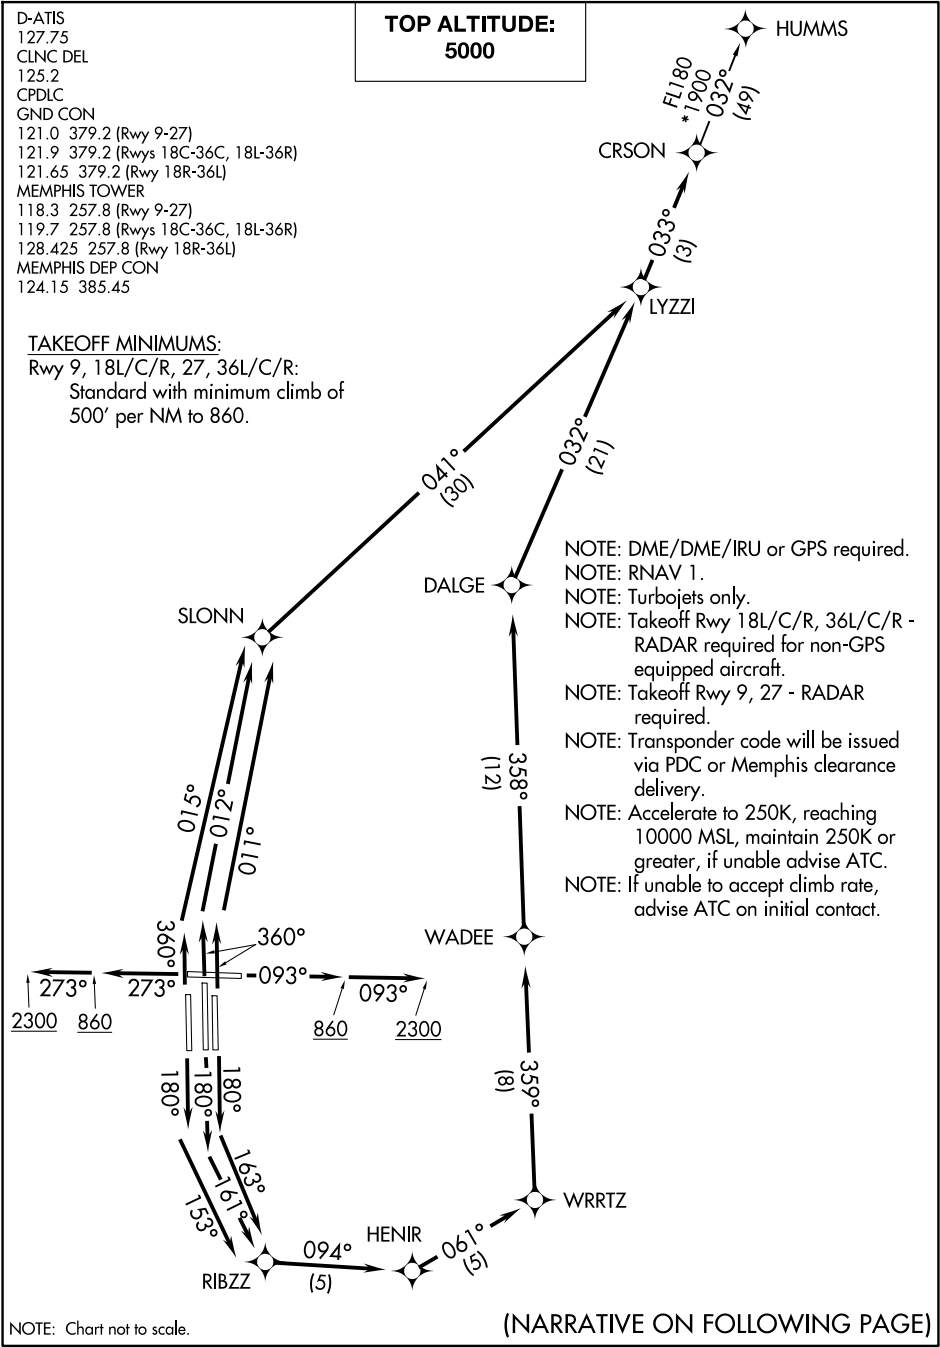 D-ATIS
127.75
CLNC DEL
125.2
CPDLC
GND CON
121.0 379.2 (Rwy 9-27)
121.9 379.2 (Rwys 18C-36C, 18L-36R)
121.65 379.2 (Rwy 18R-36L)
MEMPHIS TOWER
118.3 257.8 (Rwy 9-27)
119.7 257.8 (Rwys 18C-36C, 18L-36R)
128.425 257.8 (Rwy 18R-36L)
MEMPHIS DEP CON
124.15 385.45
TOP ALTITUDE:
5000
HUMMS
FL180
*1900
032°
(49)
CRSON
033°
(3)
LYZZI
TAKEOFF MINIMUMS:
Rwy 9, 18L/C/R, 27, 36L/C/R:
Standard with minimum climb of
500' per NM to 860.
041°
(30)
032°
(21)
DALGE
SLONN
NOTE: DME/DME/IRU or GPS required.
NOTE: RNAV 1.
NOTE: Turbojets only.
NOTE: Takeoff Rwy 18L/C/R, 36L/C/R -
RADAR required for non-GPS
equipped aircraft.
NOTE: Takeoff Rwy 9, 27 - RADAR
required.
NOTE: Transponder code will be issued
via PDC or Memphis clearance
delivery.
NOTE: Accelerate to 250K, reaching
10000 MSL, maintain 250K or
greater, if unable advise ATC.
NOTE: If unable to accept climb rate,
advise ATC on initial contact.
358°
(12)
015°
012°
011°
WADEE
360°
360°
273°
273°
093°
093°
2300
860
860
2300
359°
(8)
180°
180°
180°
163°
161°
153°
WRRTZ
HENIR
061°
(5)
094°
(5)
RIBZZ
NOTE: Chart not to scale.
(NARRATIVE ON FOLLOWING PAGE)